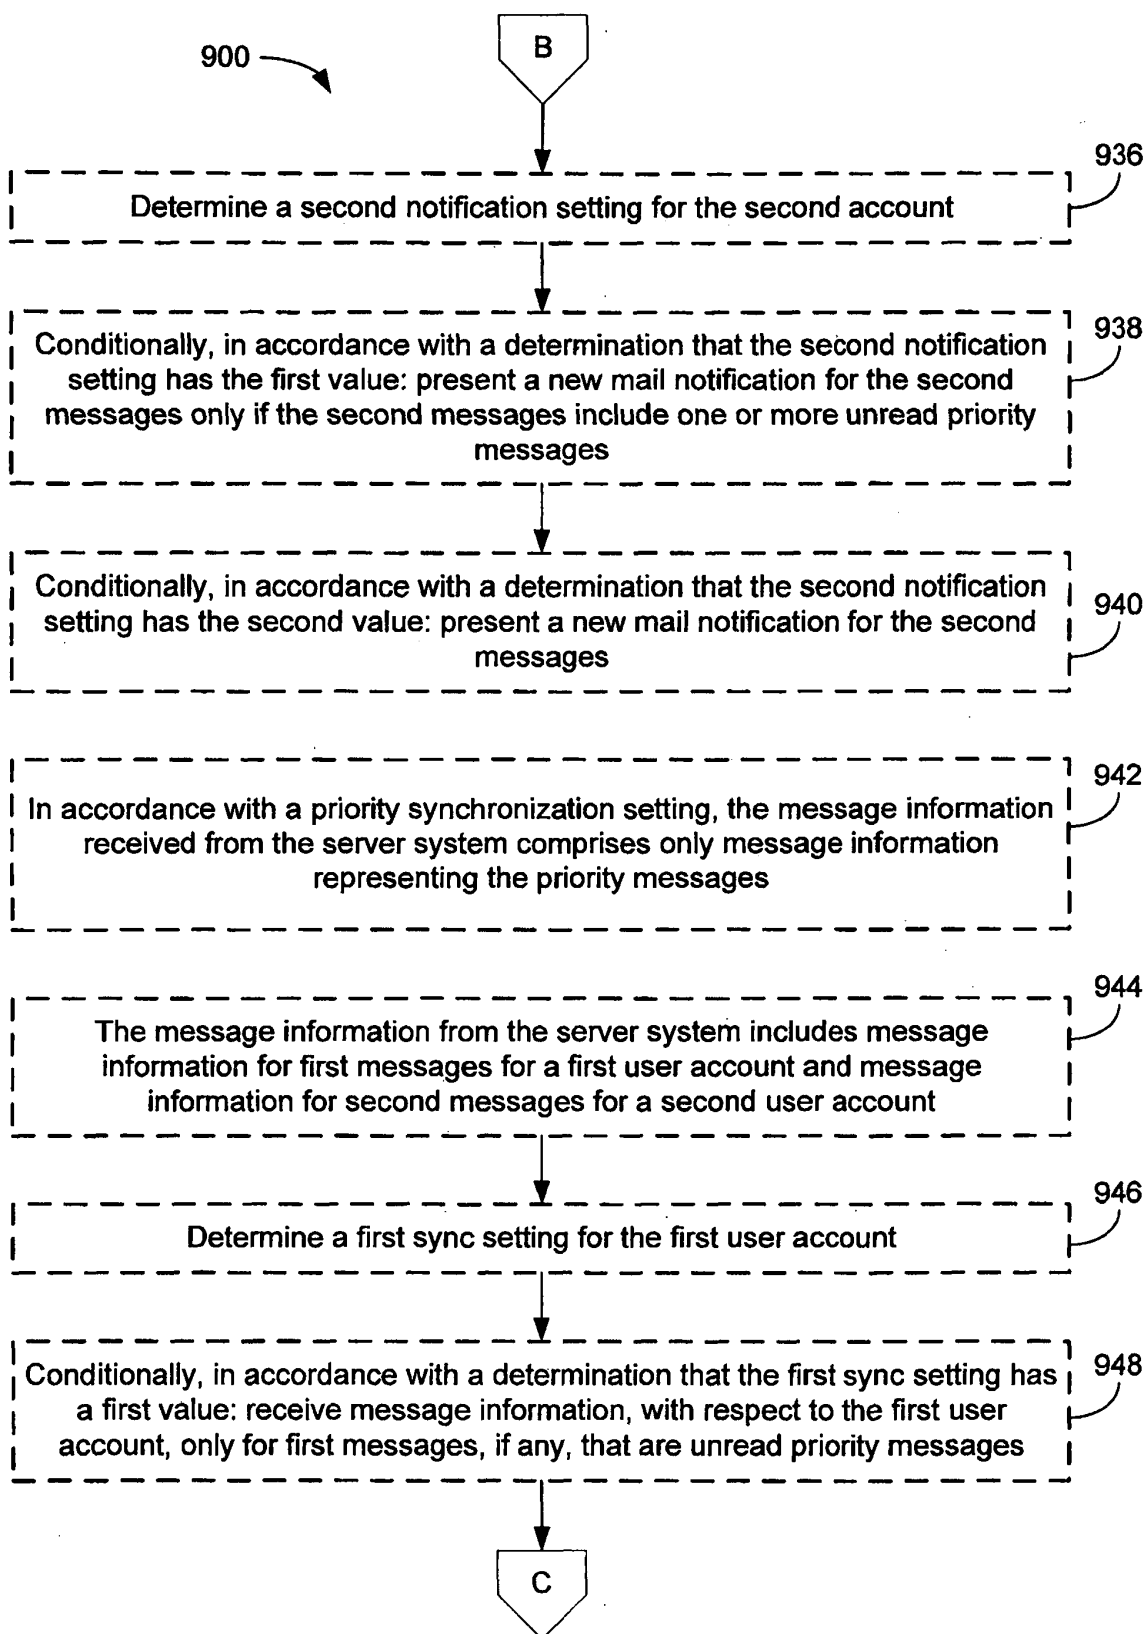 B
900
936
Determine a second notification setting for the second account
938
Conditionally, in accordance with a determination that the second notification
setting has the first value: present a new mail notification for the second
messages only if the second messages include one or more unread priority
messages
940
Conditionally, in accordance with a determination that the second notification
setting has the second value: present a new mail notification for the second
messages
942
In accordance with a priority synchronization setting, the message information
received from the server system comprises only message information
representing the priority messages
944
The message information from the server system includes message
information for first messages for a first user account and message
information for second messages for a second user account
946
Determine a first sync setting for the first user account
948
Conditionally, in accordance with a determination that the first sync setting has
a first value: receive message information, with respect to the first user
account, only for first messages, if any, that are unread priority messages
C